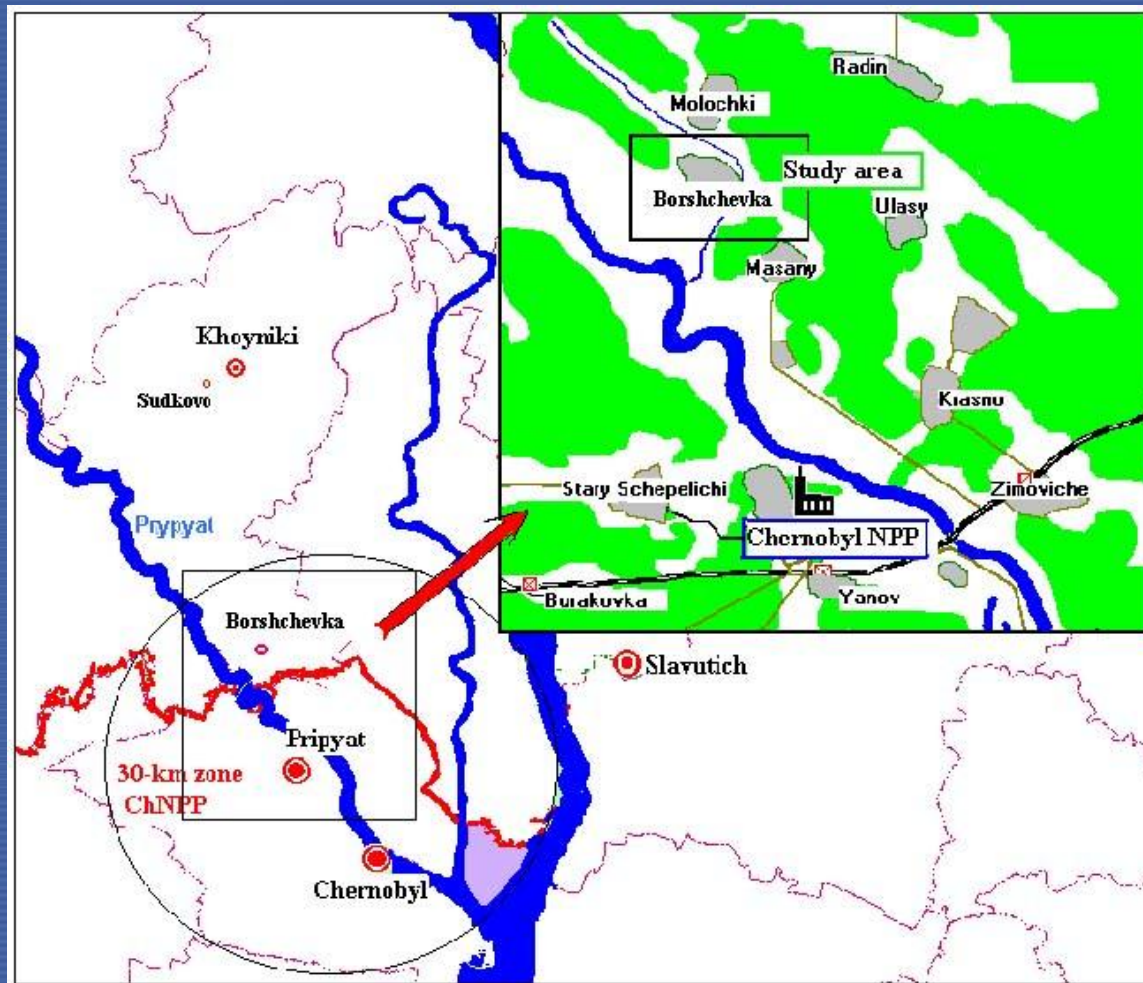 Radin
Molochki
Study area
Borshchevka
Ulasy
Masany
Khoyniki
Sudkovo
Krasno
Stary Schepelichi
Zimoviche
Prypyat
Chernobyl NPP
Burakovka
Yanov
Borshchevka
Slavutich
Pripyat
30-km zone
ChNPP
Chernobyl